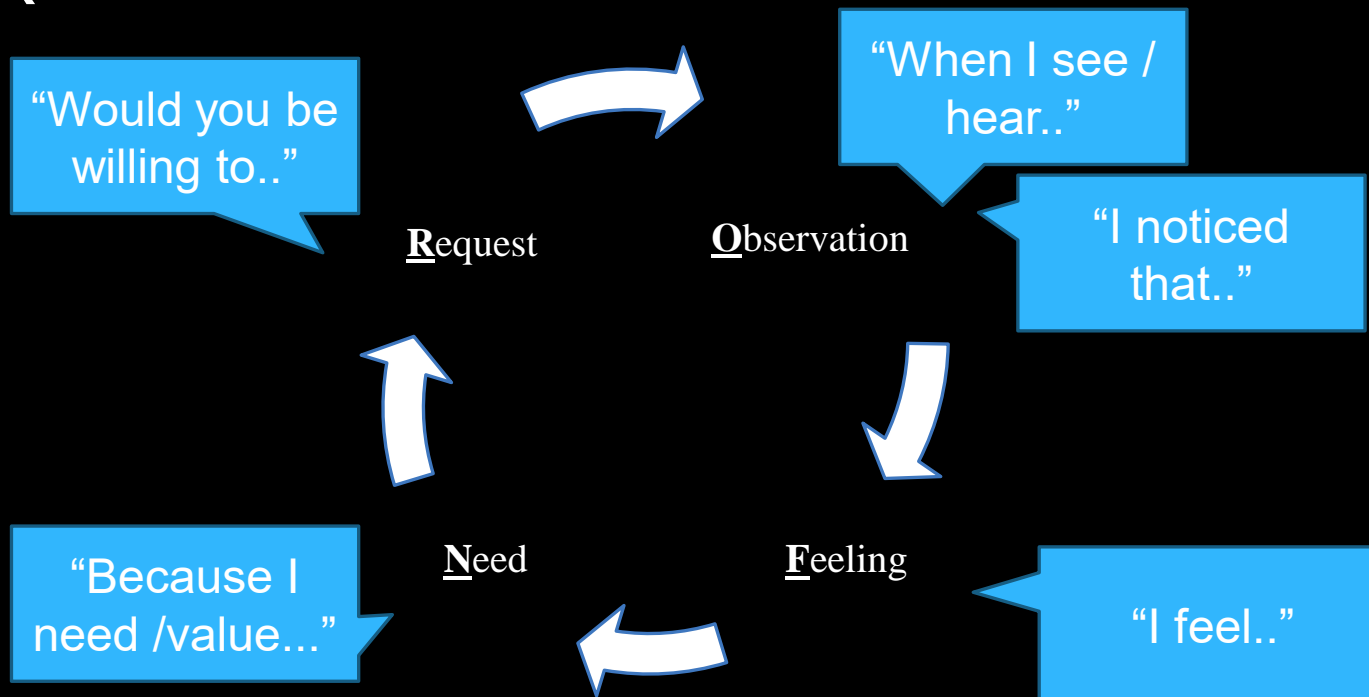 “When I see /
hear..”
“Would you be
willing to..”
“I noticed
that..”
Request
Observation
Need
Feeling
“Because I
need /value...”
“I feel..”